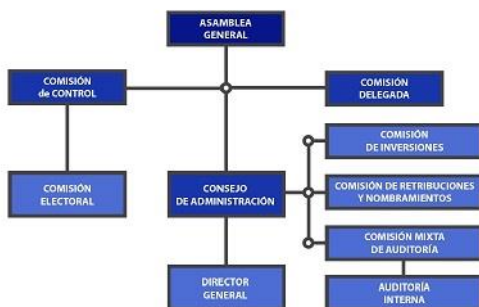 ASAMBLEA
GENERAL
COMISIÓN
de CONTROL
COMISIÓN
DELEGADA
COMISIÓN
DE INVERSIONES
COMISIÓN
ELECTORAL
CONSEJO
DE ADMINISTRACIÓN
COMISIÓN DE RETRIBUCIONES
Y NOMBRAMIENTOS
COMISIÓN MIXTA
DE AUDITORÍA
DIRECTOR
GENERAL
AUDITORÍA
INTERNA